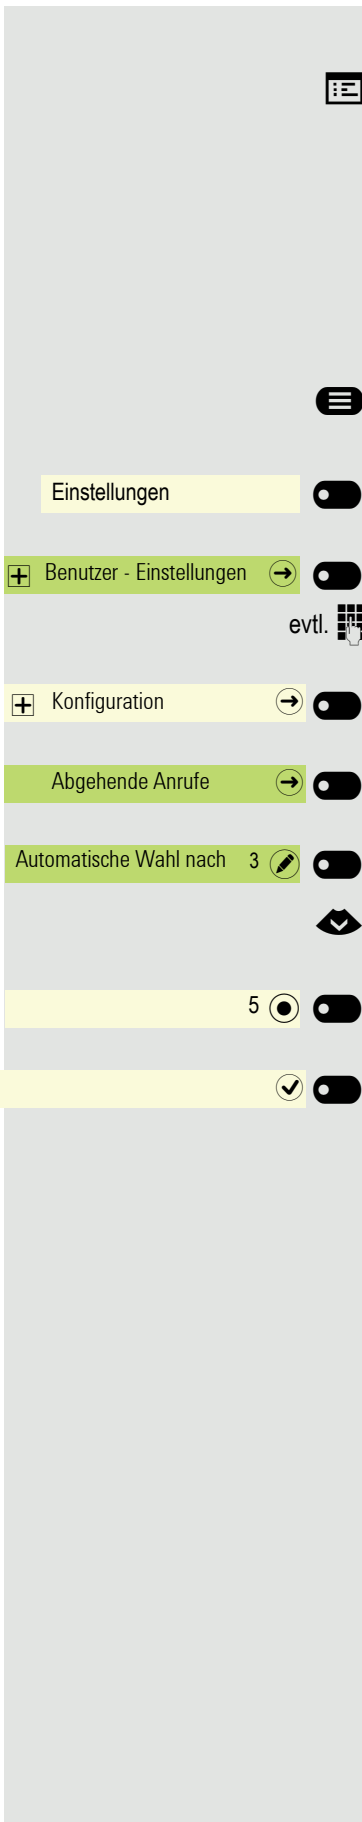 Einstellungen
Benutzer - Einstellungen
evtl.
Konfiguration
Abgehende Anrufe
Automatische Wahl nach 3
5